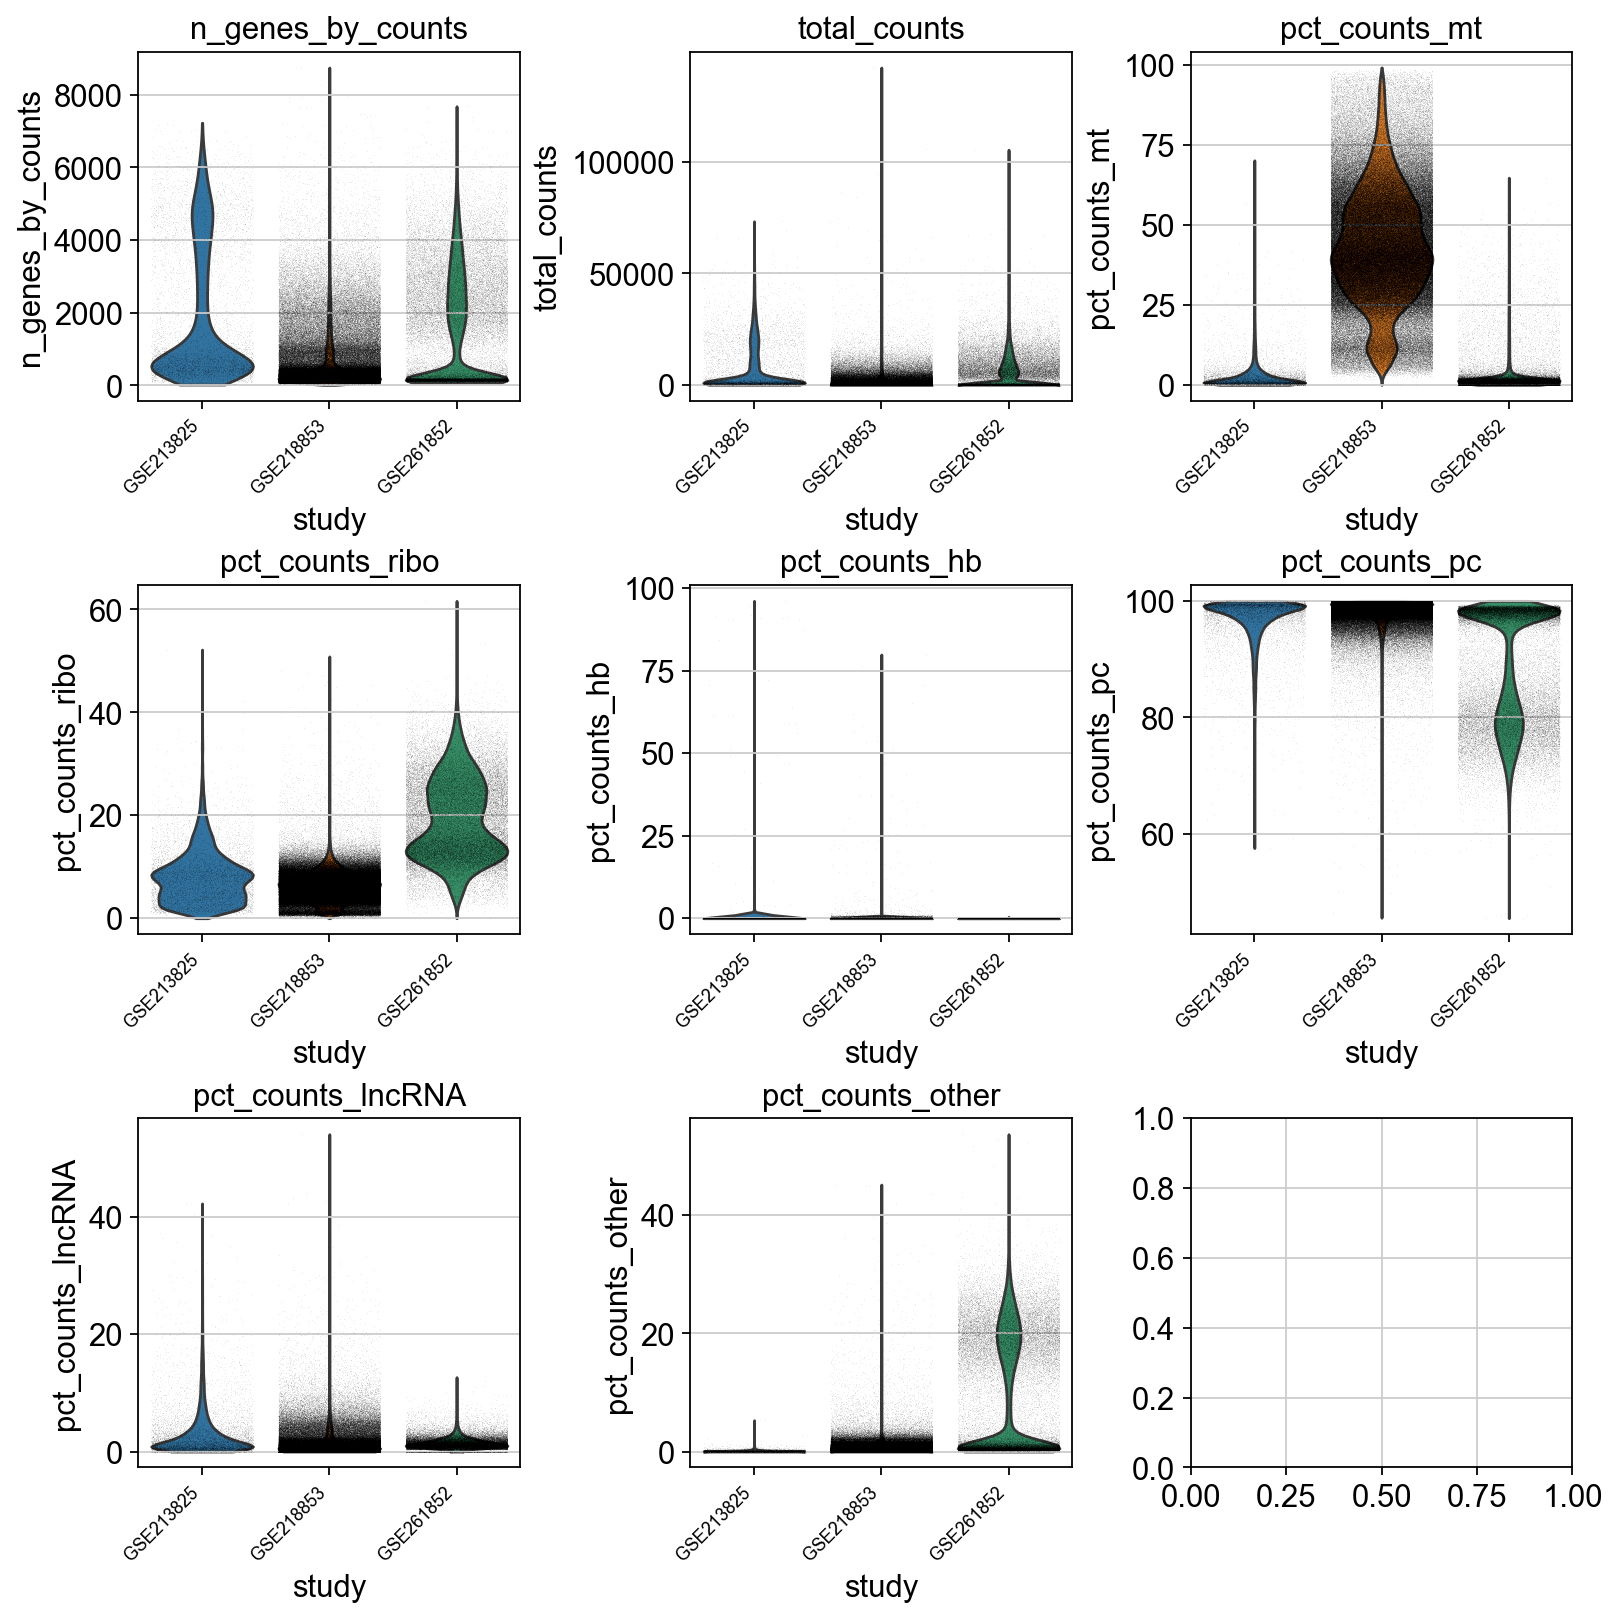 n_genes_by_counts
n_genes_by_counts
8000
6000
4000
2000
0
GSE213825
GSE218853
GSE261852
study
total_counts
total_counts
100000
50000
0
GSE213825
GSE218853
GSE261852
study
pct_counts_mt
pct_counts_mt
100
75
50
25
0
GSE213825
GSE218853
GSE261852
study
pct_counts_ribo
pct_counts_ribo
60
40
20
0
GSE213825
GSE218853
GSE261852
study
pct_counts_hb
pct_counts_hb
100
75
50
25
0
GSE213825
GSE218853
GSE261852
study
pct_counts_pc
pct_counts_pc
100
80
60
GSE213825
GSE218853
GSE261852
study
pct_counts_lncRNA
pct_counts_lncRNA
40
20
0
GSE213825
GSE218853
GSE261852
study
pct_counts_other
pct_counts_other
40
20
0
GSE213825
GSE218853
GSE261852
study
1.0
0.8
0.6
0.4
0.2
0.0
0.00 0.25 0.50 0.75 1.00